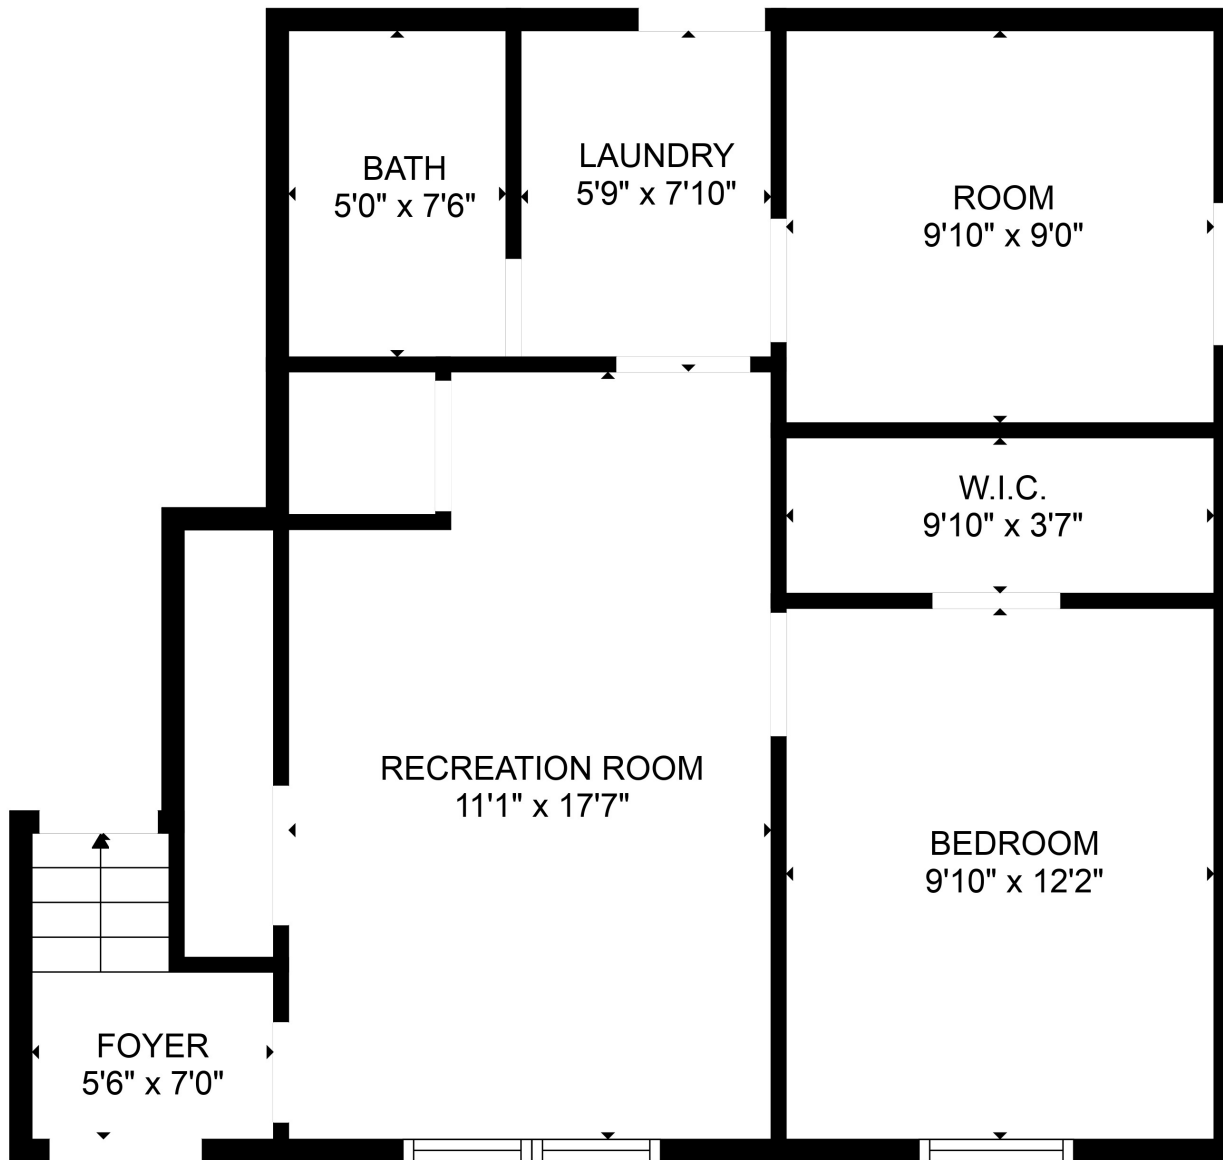 BATH
5'0" x 7'6"
LAUNDRY
5'9" x 7'10"
ROOM
9'10" x 9'0"
W.I.C.
9'10" x 3'7"
RECREATION ROOM
11'1" x 17'7"
BEDROOM
9'10" x 12'2"
FOYER
5'6" x 7'0"